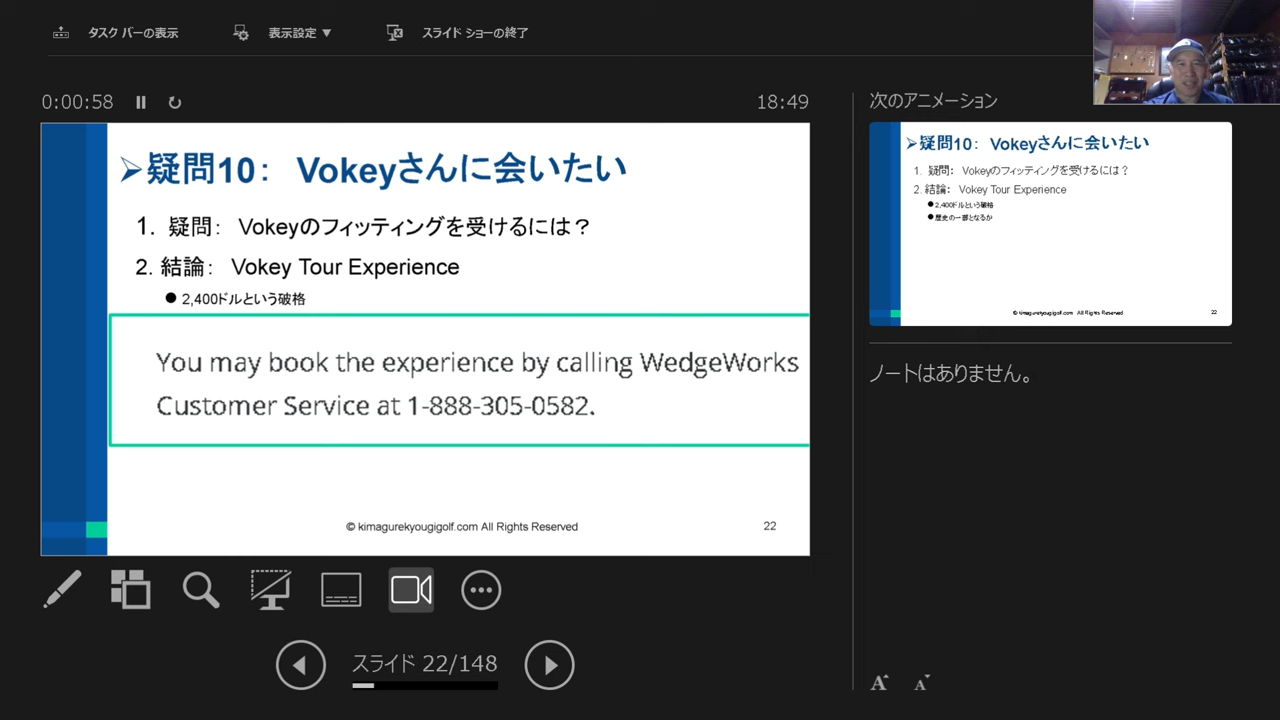 タスク バーの表示
表示設定 ▼
スライド ショーの終了
0:00:58
18:49
➢疑問10： Vokeyさんに会いたい
1. 疑問： Vokeyのフィッティングを受けるには？
2. 結論： Vokey Tour Experience
● 2,400ドルという破格
You may book the experience by calling WedgeWorks
Customer Service at 1-888-305-0582.
© kimagurekyougigolf.com All Rights Reserved
22
スライド 22/148
次のアニメーション
➢疑問10： Vokeyさんに会いたい
1. 疑問： Vokeyのフィッティングを受けるには？
2. 結論： Vokey Tour Experience
● 2,400ドルという破格
● 歴史の一部となるか
© kimagurekyougigolf.com All Rights Reserved
22
ノートはありません。
A
A